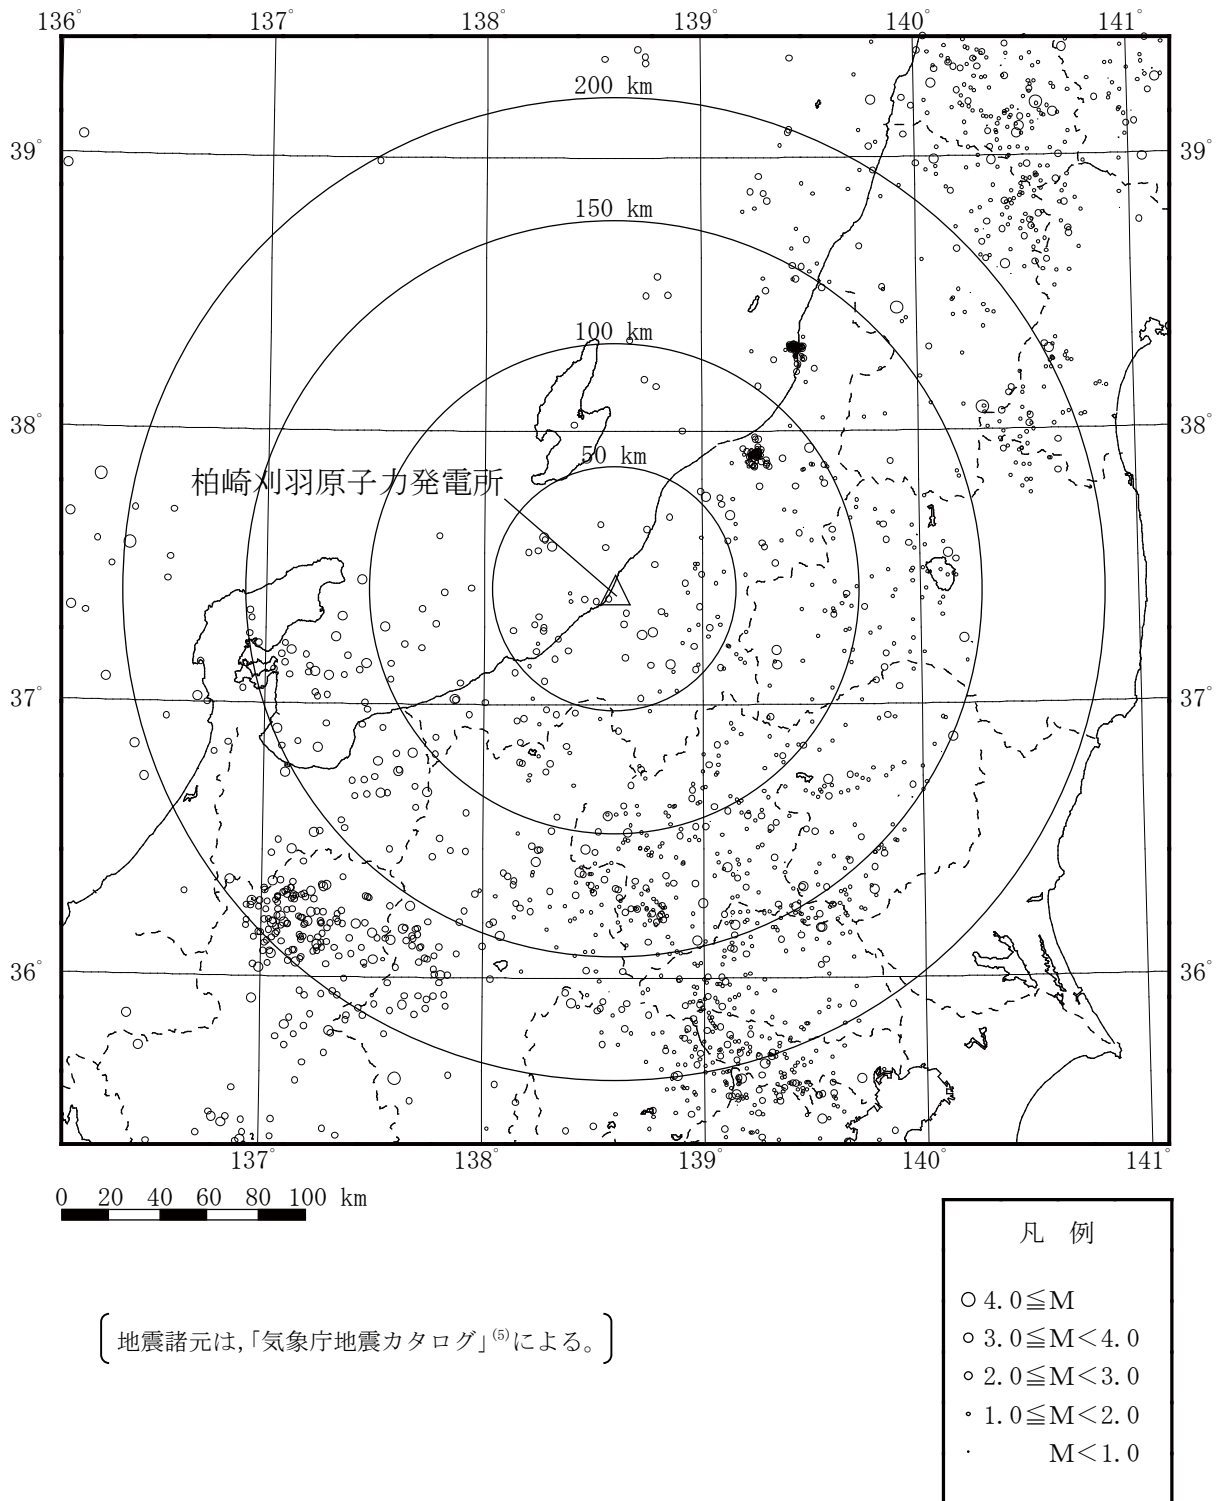 136° 137° 138° 139° 140° 141°
200 km
39° 39°
150 km
100 km
38° 38°
50 km
柏崎刈羽原子力発電所
37° 37°
36° 36°
137° 138° 139° 140° 141°
0 20 40 60 80 100 km
凡 例
4.0≦M
3.0≦M<4.0
2.0≦M<3.0
1.0≦M<2.0
M<1.0
地震諸元は,「気象庁地震カタログ」(5)による。